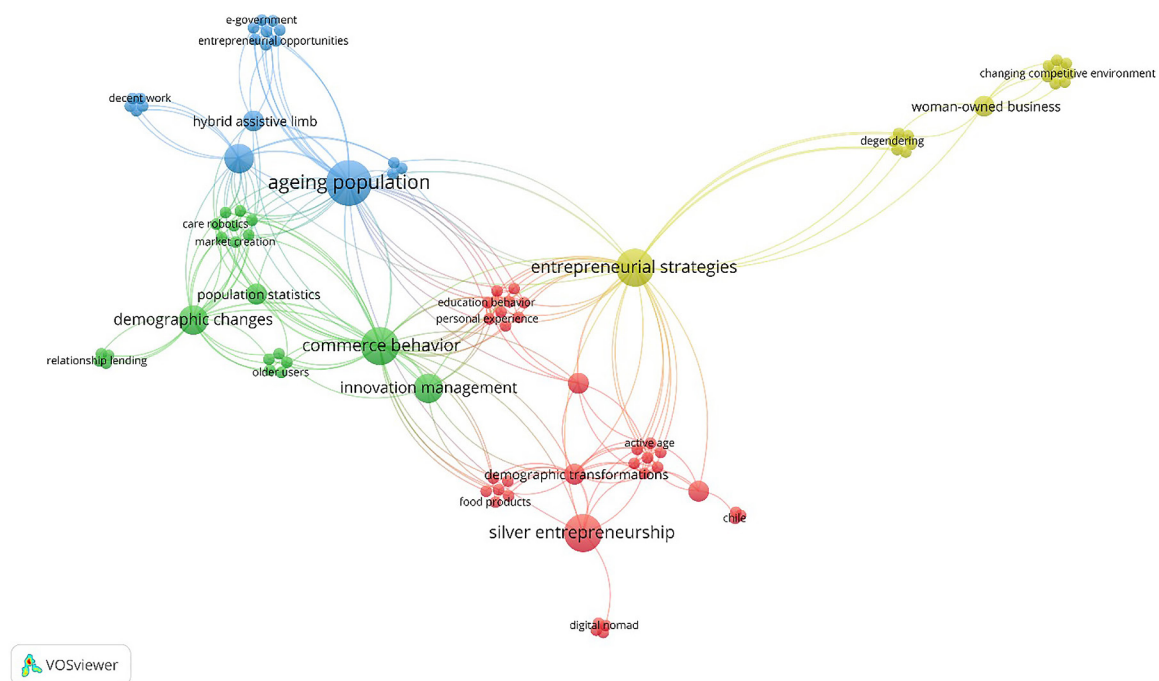 e-government
entrepreneurial opportunities
changing competitive environment
decent work
woman-owned business
hybrid assistive limb
degendering
ageing population
care robotics
market creation
entrepreneurial strategies
population statistics
education behavior
demographic changes
personal experience
commerce behavior
relationship lending
older users
innovation management
active age
demographic transformations
food products
chile
silver entrepreneurship
digital nomad
VOSviewer